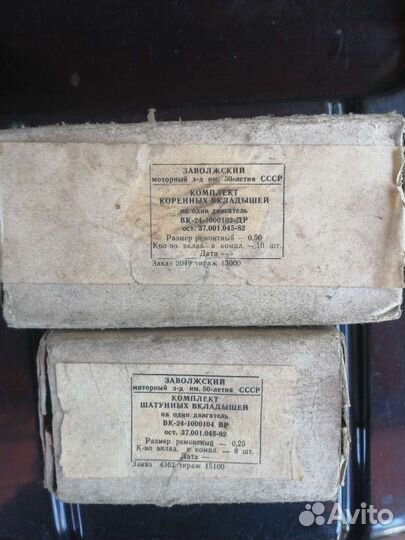 ЗАВОЛЖСКИЙ
моторный з-д им. 50-летия СССР
КОМПЛЕКТ
КОРЕННЫХ ВКЛАДЫШЕЙ
на один двигатель
ВК-24-1000102-ДР
ост. 37.001.045-82
Размер ремонтный — 0,50
Кол-во вклад. в компл. — 10 шт.
Дата —
Заказ 2049 тираж 13000
ЗАВОЛЖСКИЙ
моторный з-д им. 50-летия СССР
КОМПЛЕКТ
ШАТУННЫХ ВКЛАДЫШЕЙ
на один двигатель
ВК-24-1000104 ВР
ост. 37.001.045-82
Размер ремонтный — 0,25
К-во вклад. в компл. — 8 шт.
Дата —
Заказ 4362 тираж 15100
Avito